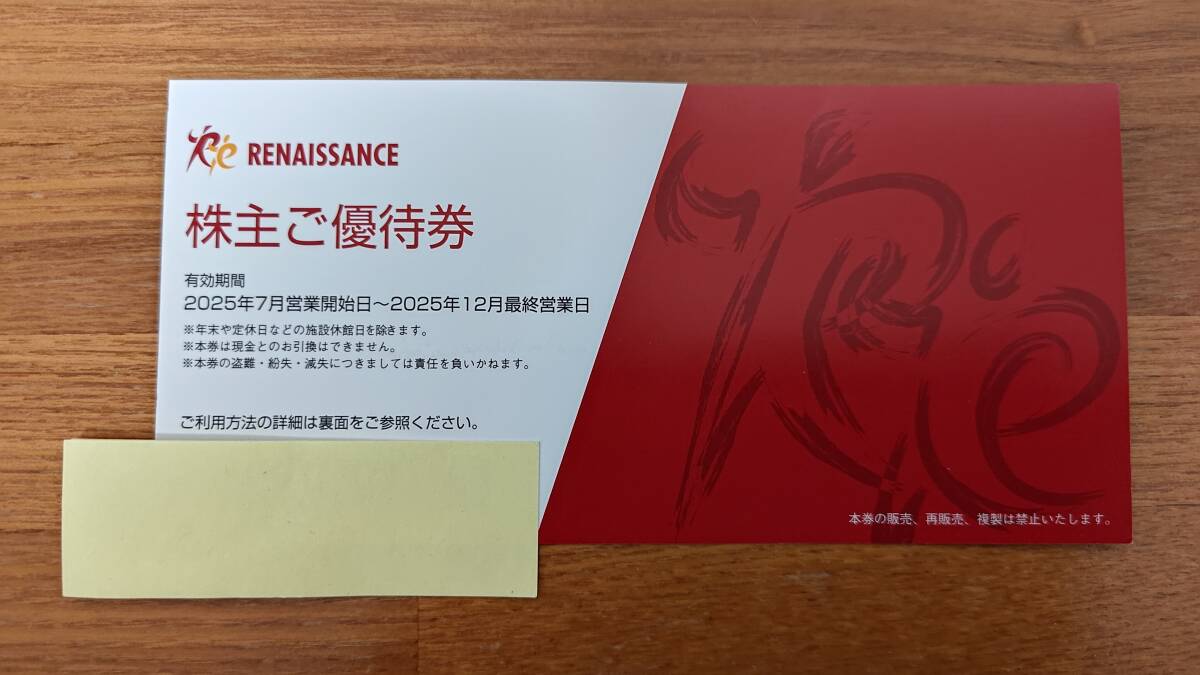 RENAISSANCE
株主ご優待券
有効期間
2025年7月営業開始日～2025年12月最終営業日
※年末や定休日などの施設休館日を除きます。
※本券は現金とのお引換はできません。
※本券の盗難・紛失・滅失につきましては責任を負いかねます。
ご利用方法の詳細は裏面をご参照ください。
本券の販売、再販売、複製は禁止いたします。